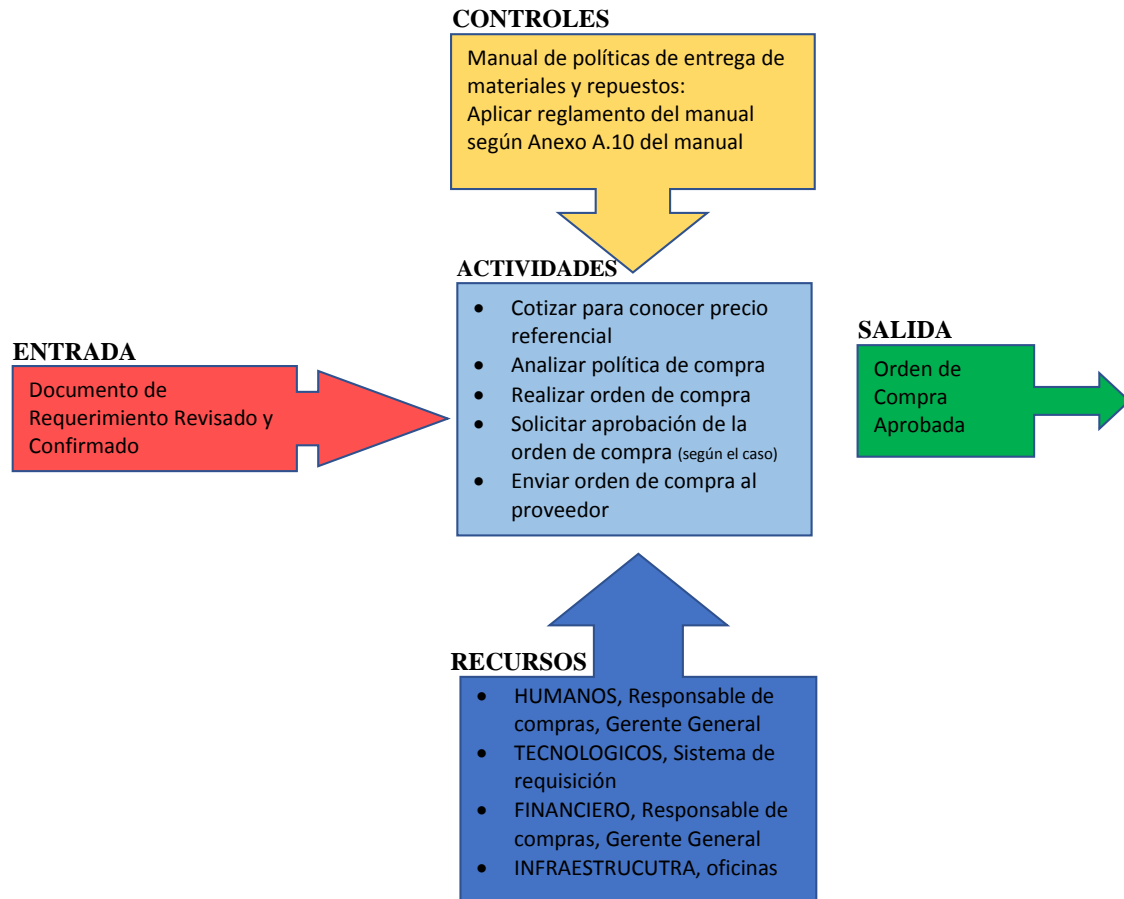 CONTROLES
Manual de políticas de entrega de
materiales y repuestos:
Aplicar reglamento del manual
según Anexo A.10 del manual
ACTIVIDADES
• Cotizar para conocer precio
referencial
• Analizar política de compra
• Realizar orden de compra
• Solicitar aprobación de la
orden de compra (según el caso)
• Enviar orden de compra al
proveedor
ENTRADA
Documento de
Requerimiento Revisado y
Confirmado
SALIDA
Orden de
Compra
Aprobada
RECURSOS
• HUMANOS, Responsable de
compras, Gerente General
• TECNOLOGICOS, Sistema de
requisición
• FINANCIERO, Responsable de
compras, Gerente General
• INFRAESTRUCUTRA, oficinas